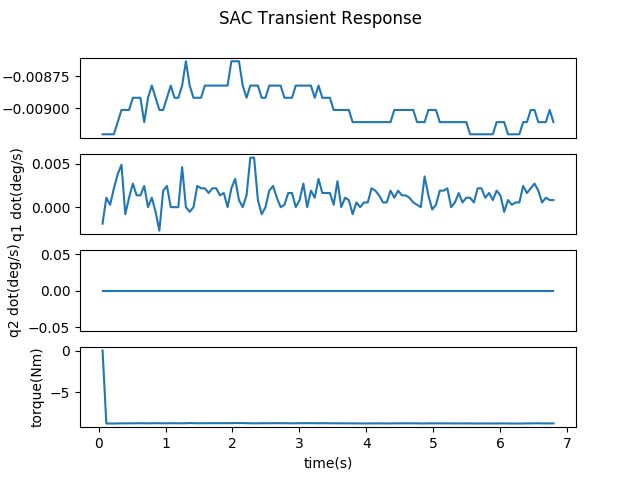 SAC Transient Response
−0.00875
−0.00900
q1 dot(deg/s)
0.005
0.000
q2 dot(deg/s)
0.05
0.00
−0.05
torque(Nm)
0
−5
0 1 2 3 4 5 6 7
time(s)